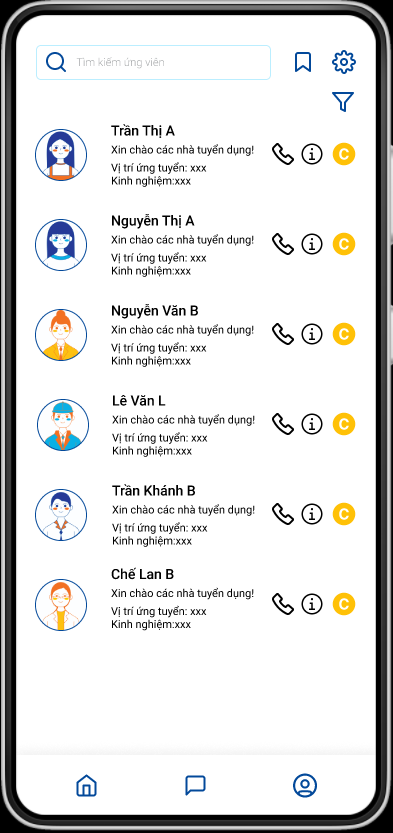 Tìm kiếm ứng viên
Trần Thị A
Xin chào các nhà tuyển dụng!
Vị trí ứng tuyển: xxx
Kinh nghiệm:xxx
C
Nguyễn Thị A
Xin chào các nhà tuyển dụng!
Vị trí ứng tuyển: xxx
Kinh nghiệm:xxx
C
Nguyễn Văn B
Xin chào các nhà tuyển dụng!
Vị trí ứng tuyển: xxx
Kinh nghiệm:xxx
C
Lê Văn L
Xin chào các nhà tuyển dụng!
Vị trí ứng tuyển: xxx
Kinh nghiệm:xxx
C
Trần Khánh B
Xin chào các nhà tuyển dụng!
Vị trí ứng tuyển: xxx
Kinh nghiệm:xxx
C
Chế Lan B
Xin chào các nhà tuyển dụng!
Vị trí ứng tuyển: xxx
Kinh nghiệm:xxx
C